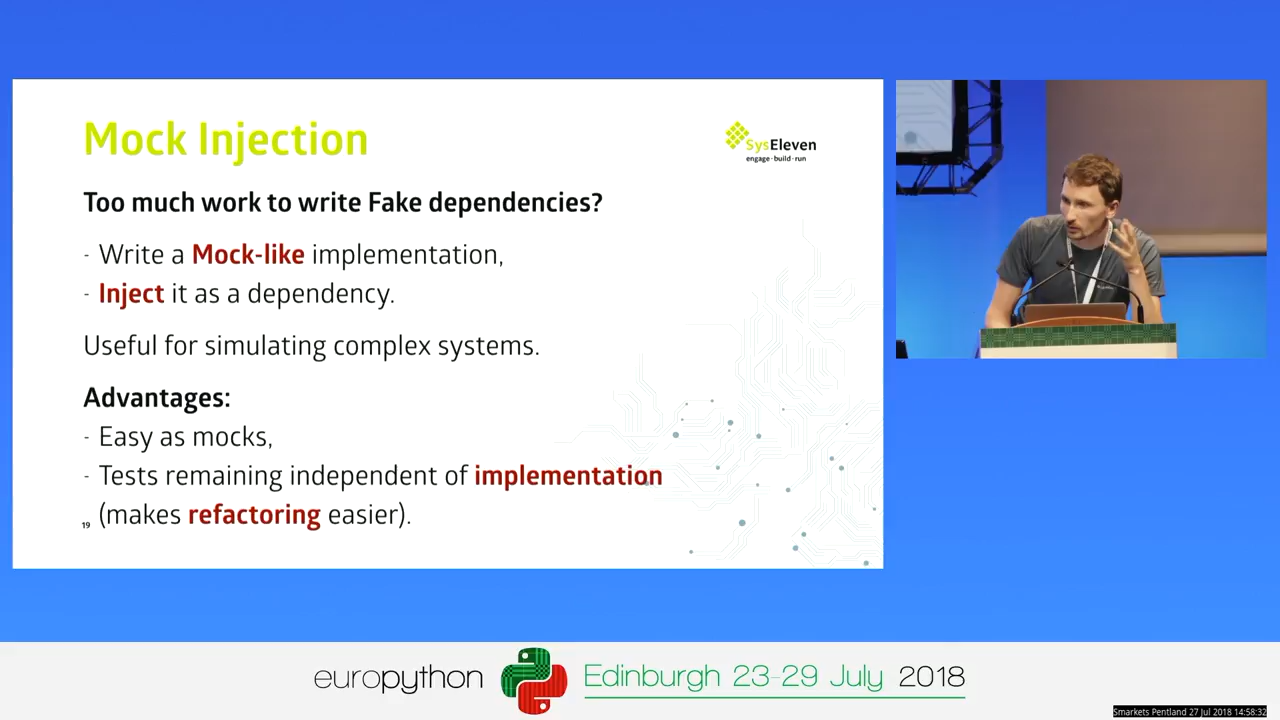 Mock Injection
SysEleven
engage·build·run
Too much work to write Fake dependencies?
- Write a Mock-like implementation,
- Inject it as a dependency.
Useful for simulating complex systems.
Advantages:
- Easy as mocks,
- Tests remaining independent of implementation
(makes refactoring easier).
19
europython
Edinburgh 23-29 July 2018
Smarkets Pentland 27 Jul 2018 14:58:32